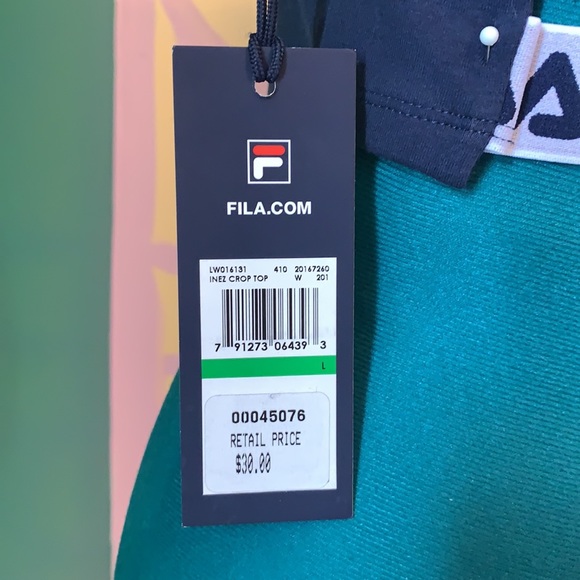 FILA.COM
LW016131 410 20167260
INEZ CROP TOP W 201
7 91273 06439 3
L
00045076
RETAIL PRICE
$30.00